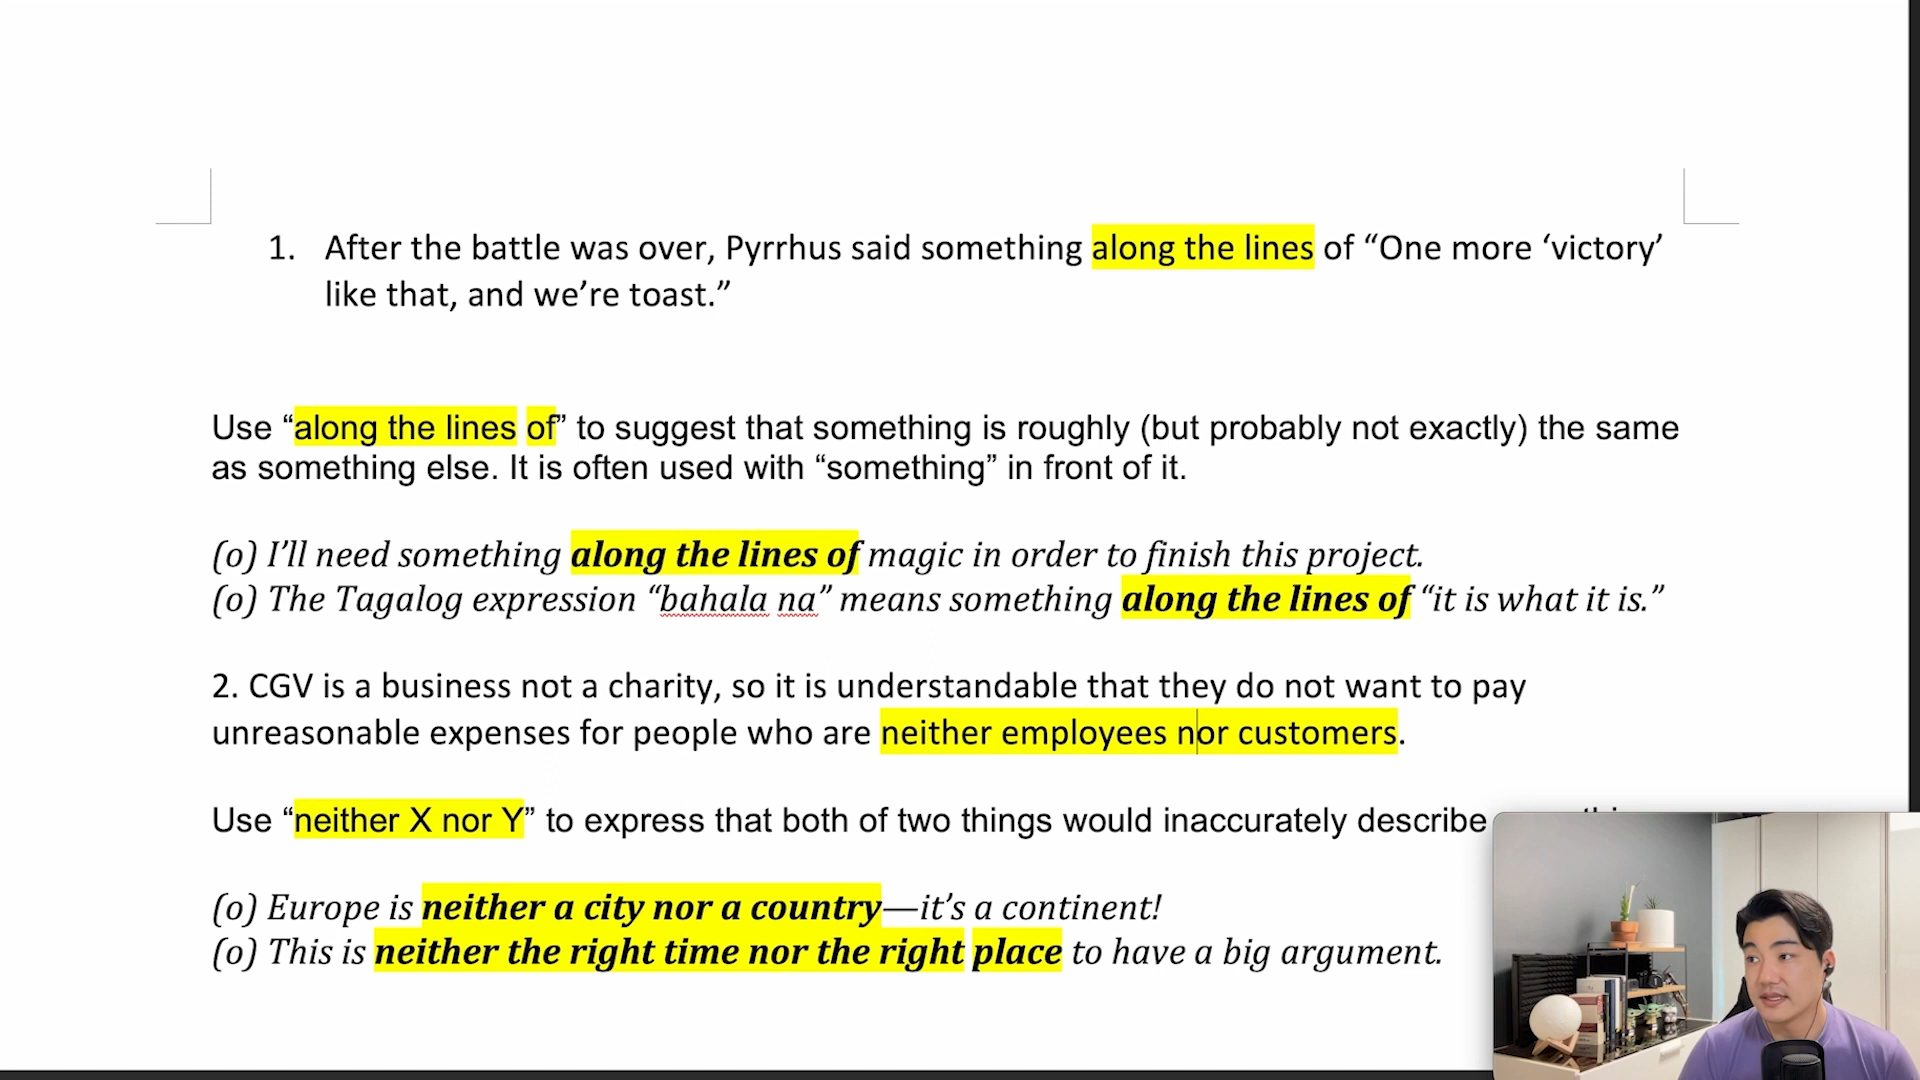 1. After the battle was over, Pyrrhus said something along the lines of “One more ‘victory’
like that, and we’re toast.”
Use “along the lines of” to suggest that something is roughly (but probably not exactly) the same
as something else. It is often used with “something” in front of it.
(o) I’ll need something along the lines of magic in order to finish this project.
(o) The Tagalog expression “bahala na” means something along the lines of “it is what it is.”
2. CGV is a business not a charity, so it is understandable that they do not want to pay
unreasonable expenses for people who are neither employees nor customers.
Use “neither X nor Y” to express that both of two things would inaccurately describe
(o) Europe is neither a city nor a country—it’s a continent!
(o) This is neither the right time nor the right place to have a big argument.